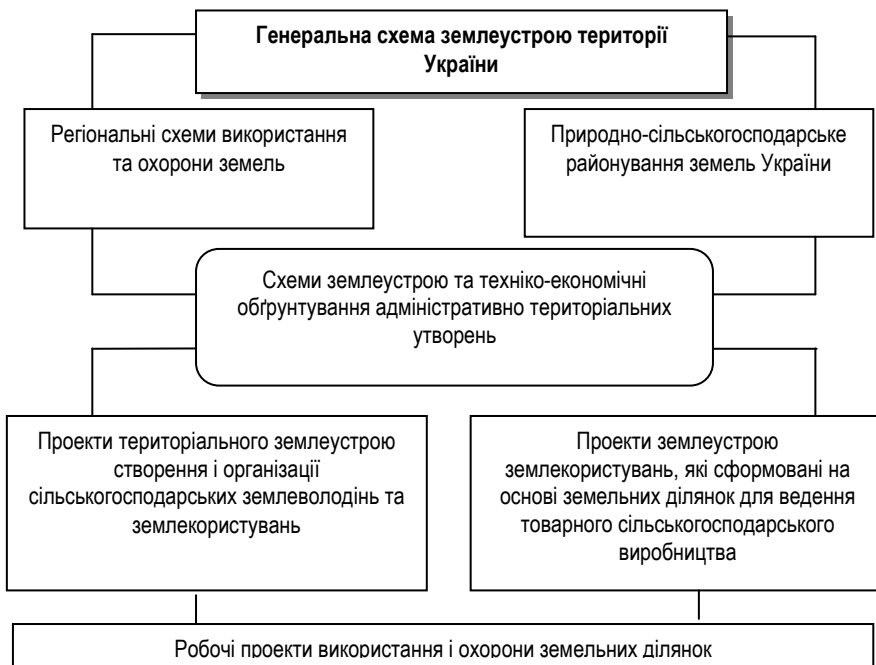 Генеральна схема землеустрою території
України
Регіональні схеми використання
та охорони земель
Природно-сільськогосподарське
районування земель України
Схеми землеустрою та техніко-економічні
обґрунтування адміністративно територіальних
утворень
Проекти територіального землеустрою
створення і організації
сільськогосподарських землеволодінь та
землекористувань
Проекти землеустрою
землекористувань, які сформовані на
основі земельних ділянок для ведення
товарного сільськогосподарського
виробництва
Робочі проекти використання і охорони земельних ділянок